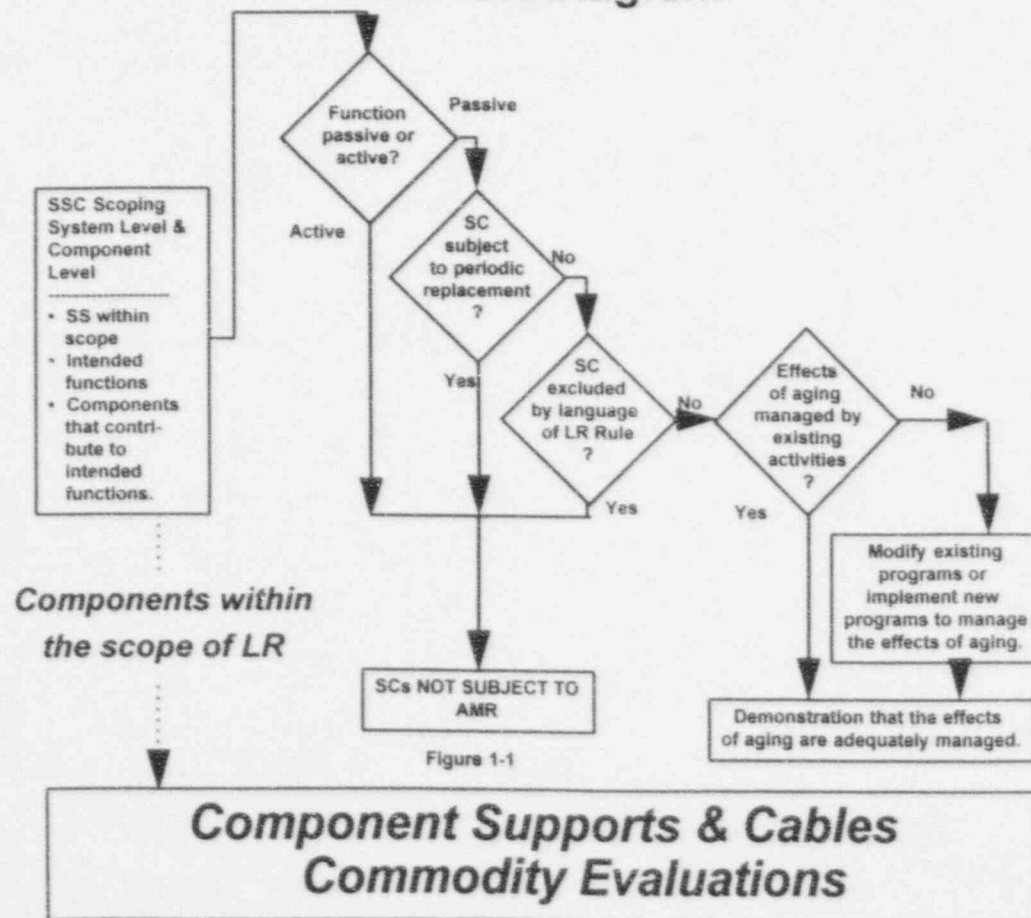 Function
passive or
active?
Passive
Active
SSC Scoping
System Level &
Component
Level
• SS within
scope
• Intended
functions
• Components
that contri-
bute to
intended
functions.
SC
subject
to periodic
replacement
?
No
Yes
SC
excluded
by language
of LR Rule
?
No
Yes
Effects
of aging
managed by
existing
activities
?
No
Yes
Modify existing
programs or
implement new
programs to manage
the effects of aging.
Components within
the scope of LR
SCs NOT SUBJECT TO
AMR
Demonstration that the effects
of aging are adequately managed.
Figure 1-1
Component Supports & Cables
Commodity Evaluations